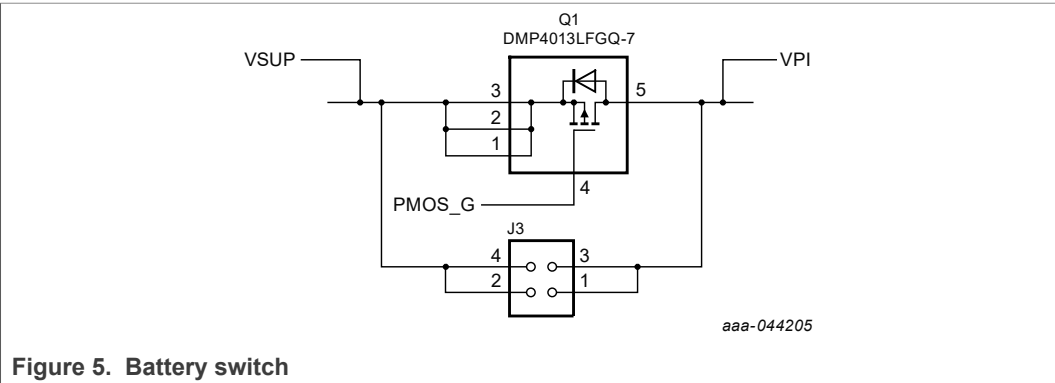 Q1
DMP4013LFGQ-7
VSUP
VPI
3
5
2
1
4
PMOS_G
J3
4
3
2
1
aaa-044205
Figure 5. Battery switch